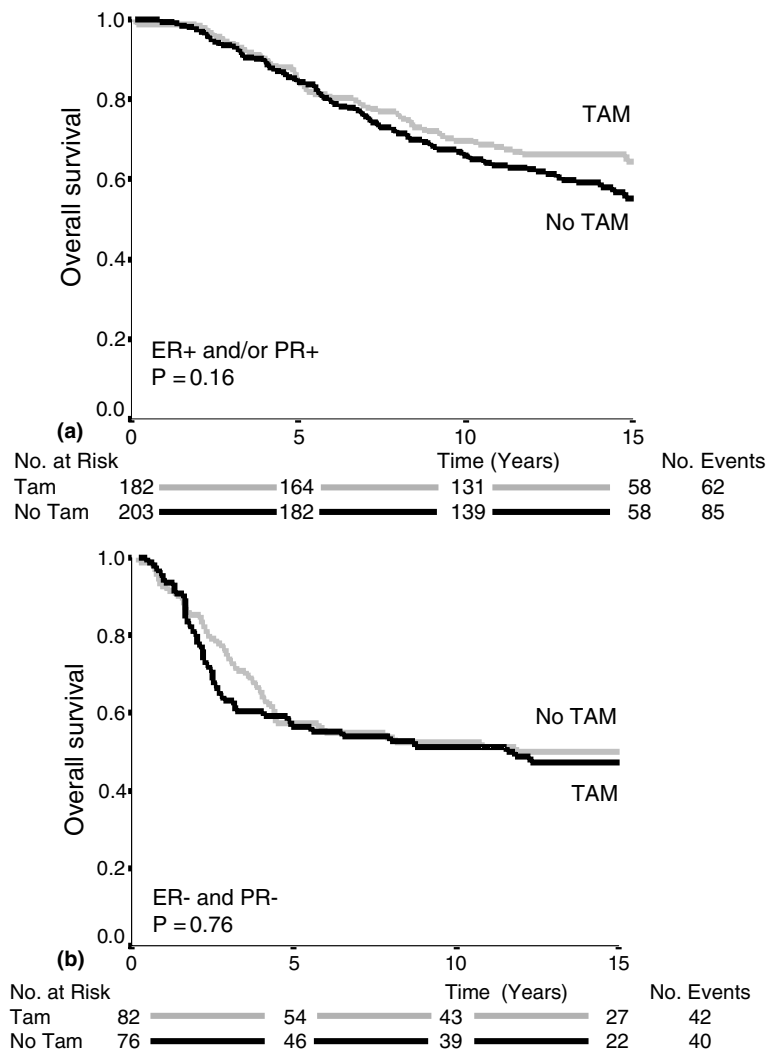 1.0
0.8
0.6
0.4
0.2
0.0
Overall survival
TAM
No TAM
ER+ and/or PR+
P = 0.16
(a)
0 5 10 15
No. at Risk Time (Years) No. Events
Tam 182 164 131 58 62
No Tam 203 182 139 58 85
1.0
0.8
0.6
0.4
0.2
0.0
Overall survival
No TAM
TAM
ER- and PR-
P = 0.76
(b)
0 5 10 15
No. at Risk Time (Years) No. Events
Tam 82 54 43 27 42
No Tam 76 46 39 22 40